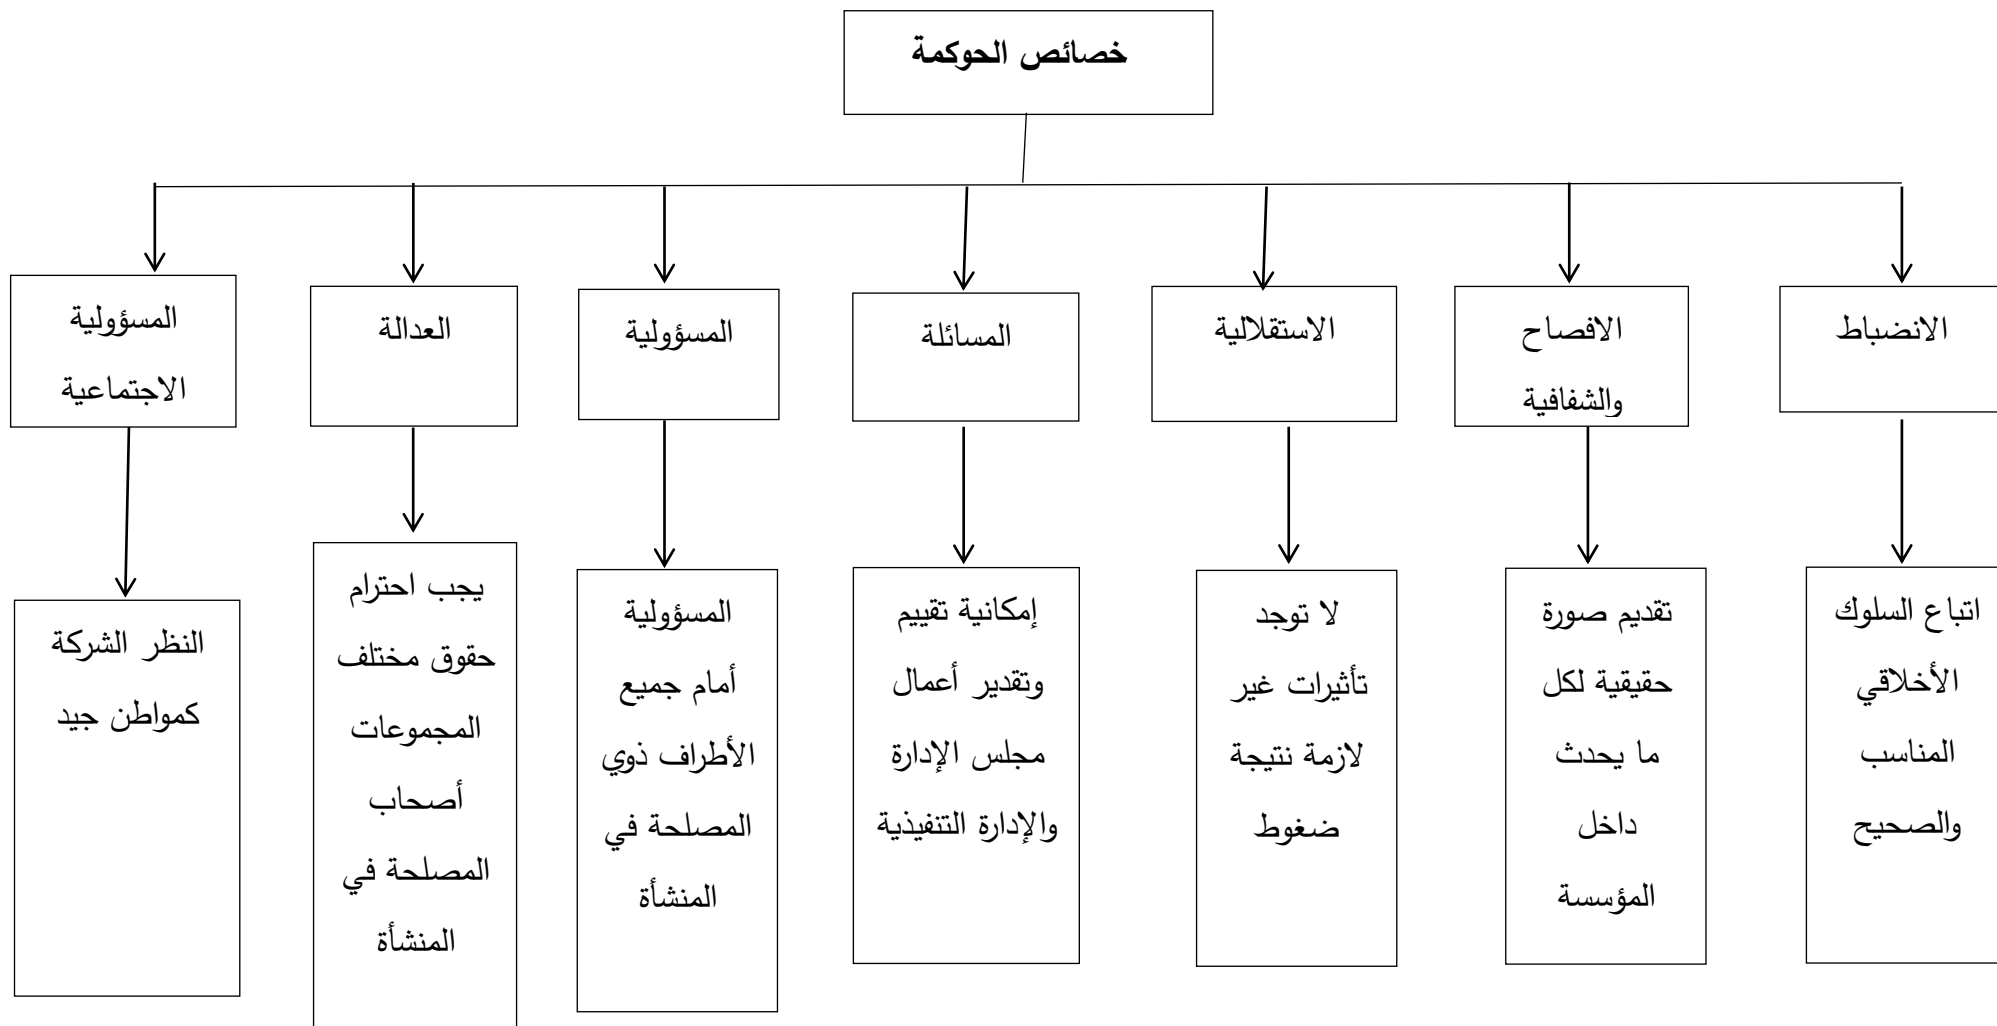 خصائص الحوكمة
الانضباط
الافصاح
والشفافية
الاستقلالية
المسائلة
المسؤولية
العدالة
المسؤولية
الاجتماعية
اتباع السلوك
الأخلاقي
المناسب
والصحيح
تقديم صورة
حقيقية لكل
ما يحدث
داخل
المؤسسة
لا توجد
تأثيرات غير
لازمة نتيجة
ضغوط
إمكانية تقييم
وتقدير أعمال
مجلس الإدارة
والإدارة التنفيذية
المسؤولية
أمام جميع
الأطراف ذوي
المصلحة في
المنشأة
يجب احترام
حقوق مختلف
المجموعات
أصحاب
المصلحة في
المنشأة
النظر الشركة
كمواطن جيد